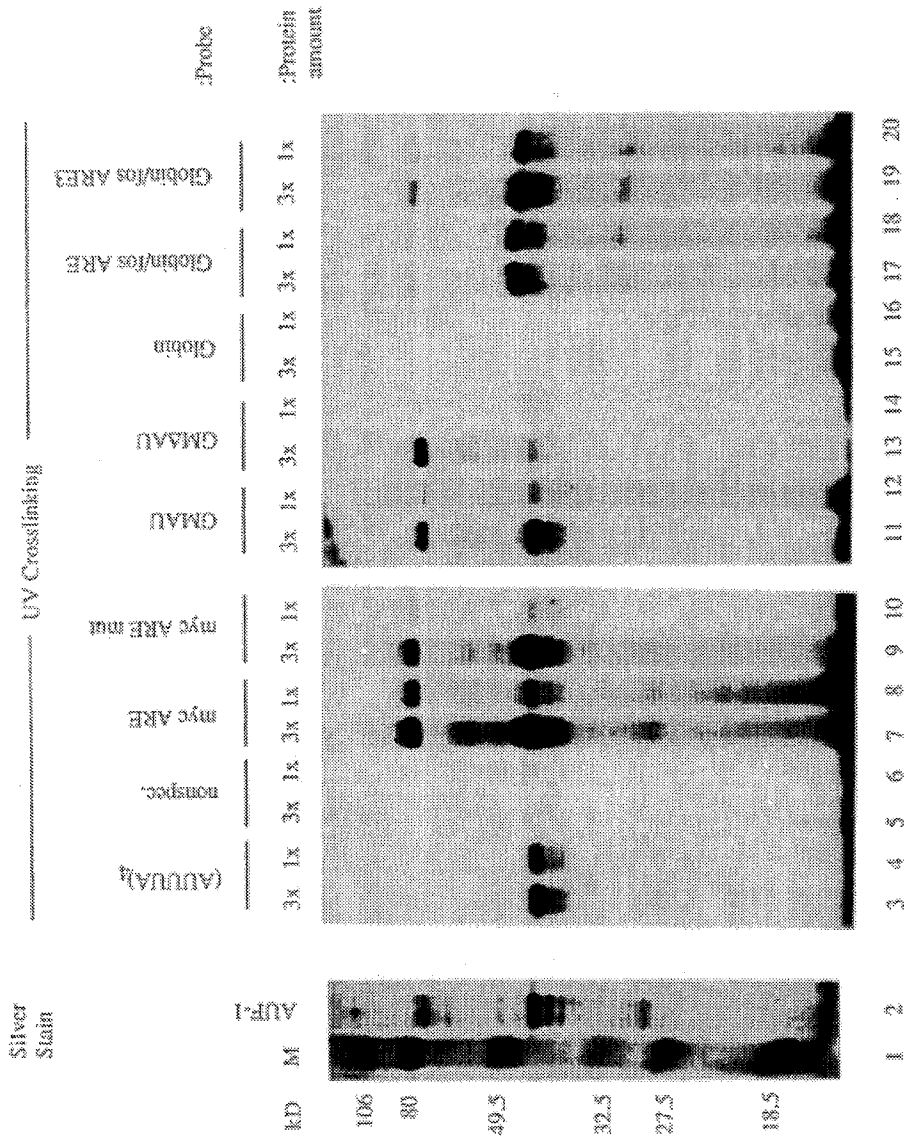 Silver
Stain
UV Crosslinking
(AUUUA)4
nonspec.
myc ARE
myc ARE mut
GMAU
GMΔAU
Globin
Globin/fos ARE
Globin/fos ARE3
:Probe
kD M AUF-1 3x 1x 3x 1x 3x 1x 3x 1x 3x 1x 3x 1x 3x 1x 3x 1x 3x 1x :Protein
amount
106
80
49.5
32.5
27.5
18.5
1 2 3 4 5 6 7 8 9 10 11 12 13 14 15 16 17 18 19 20